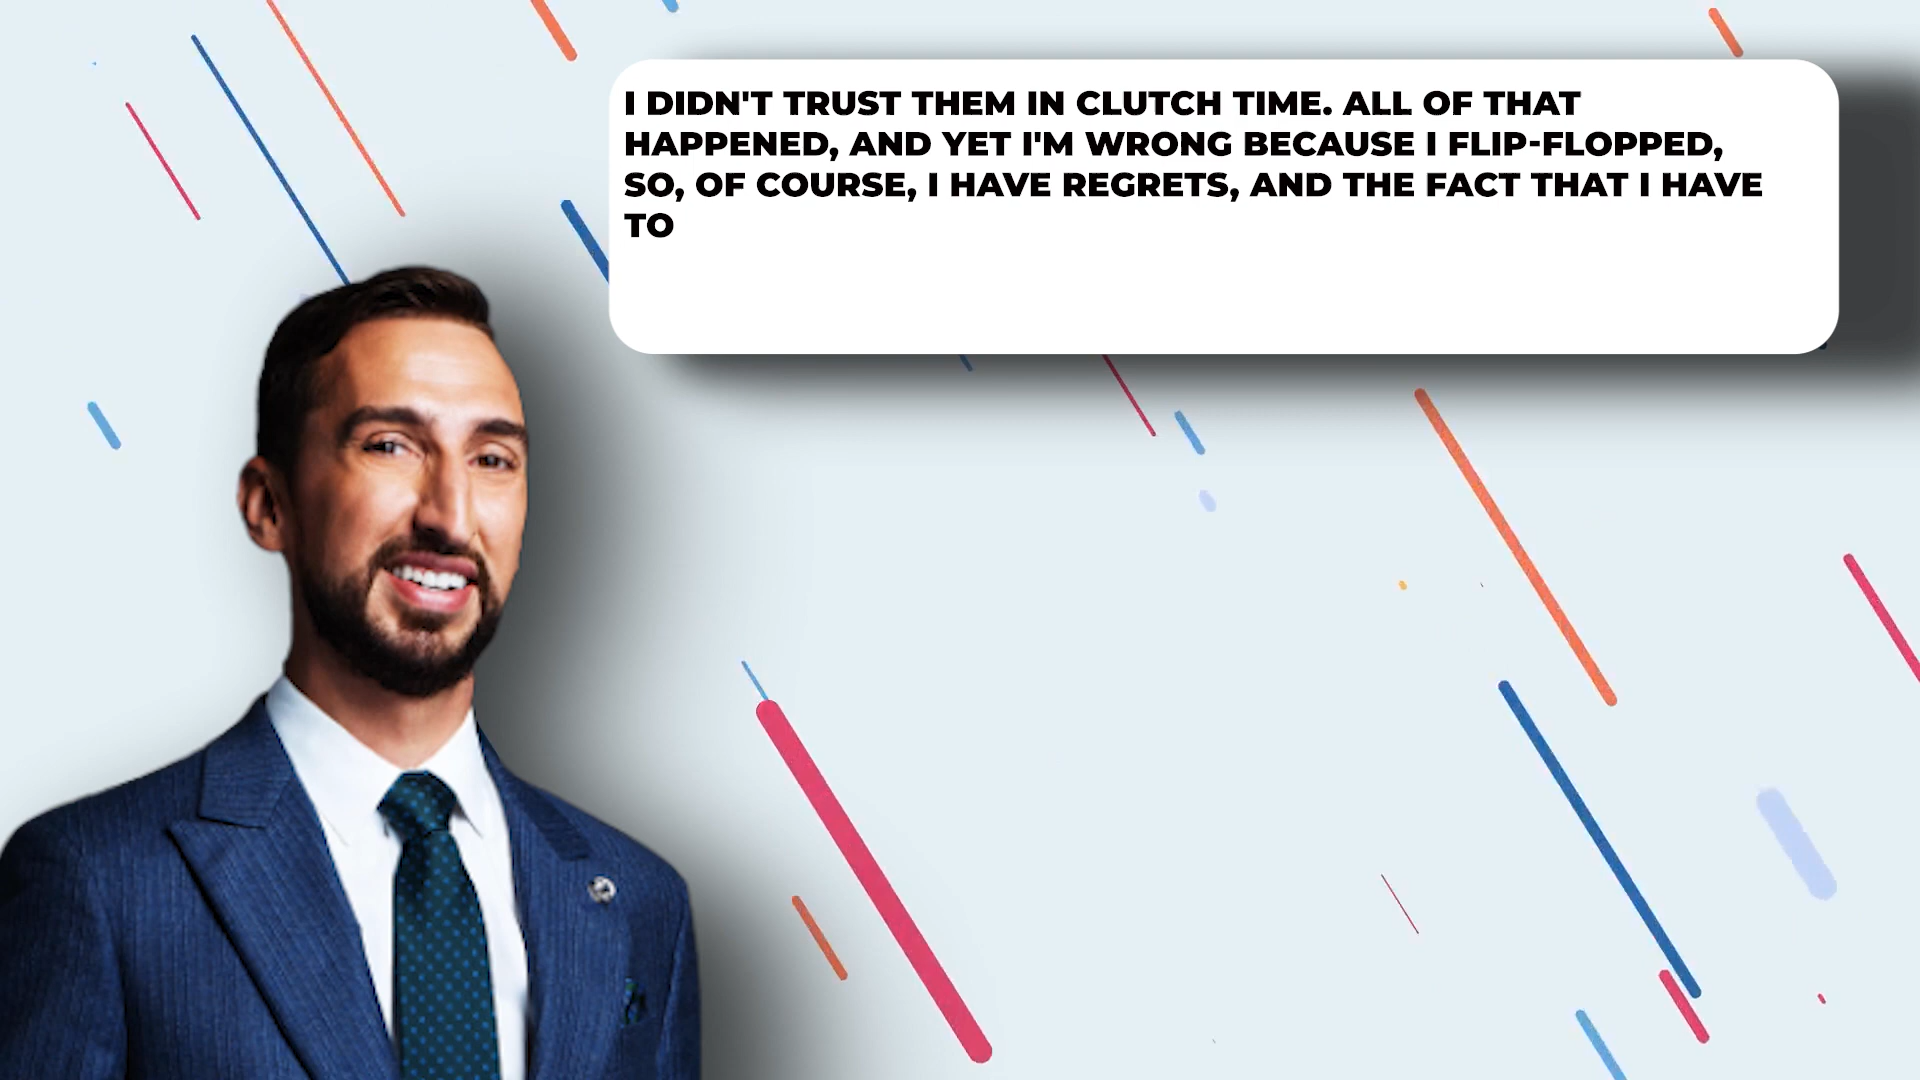 I DIDN'T TRUST THEM IN CLUTCH TIME. ALL OF THAT
HAPPENED, AND YET I'M WRONG BECAUSE I FLIP-FLOPPED,
SO, OF COURSE, I HAVE REGRETS, AND THE FACT THAT I HAVE
TO